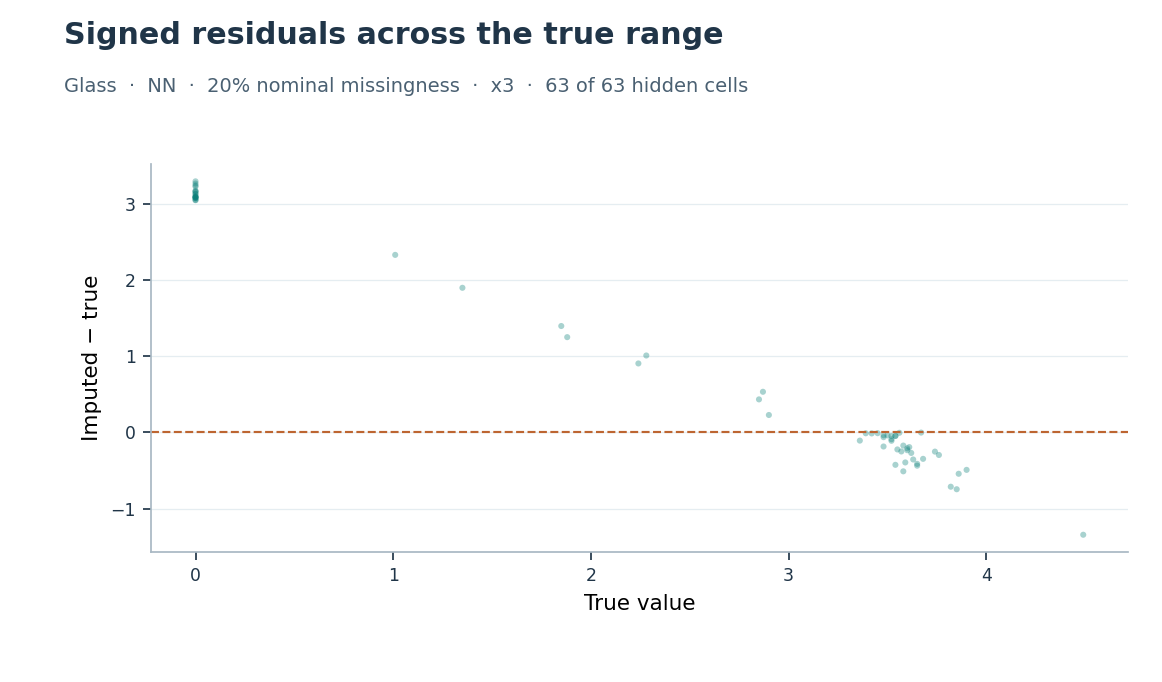 Signed residuals across the true range
Glass · NN · 20% nominal missingness · x3 · 63 of 63 hidden cells
Imputed − true
3
2
1
0
−1
0
1
2
3
4
True value